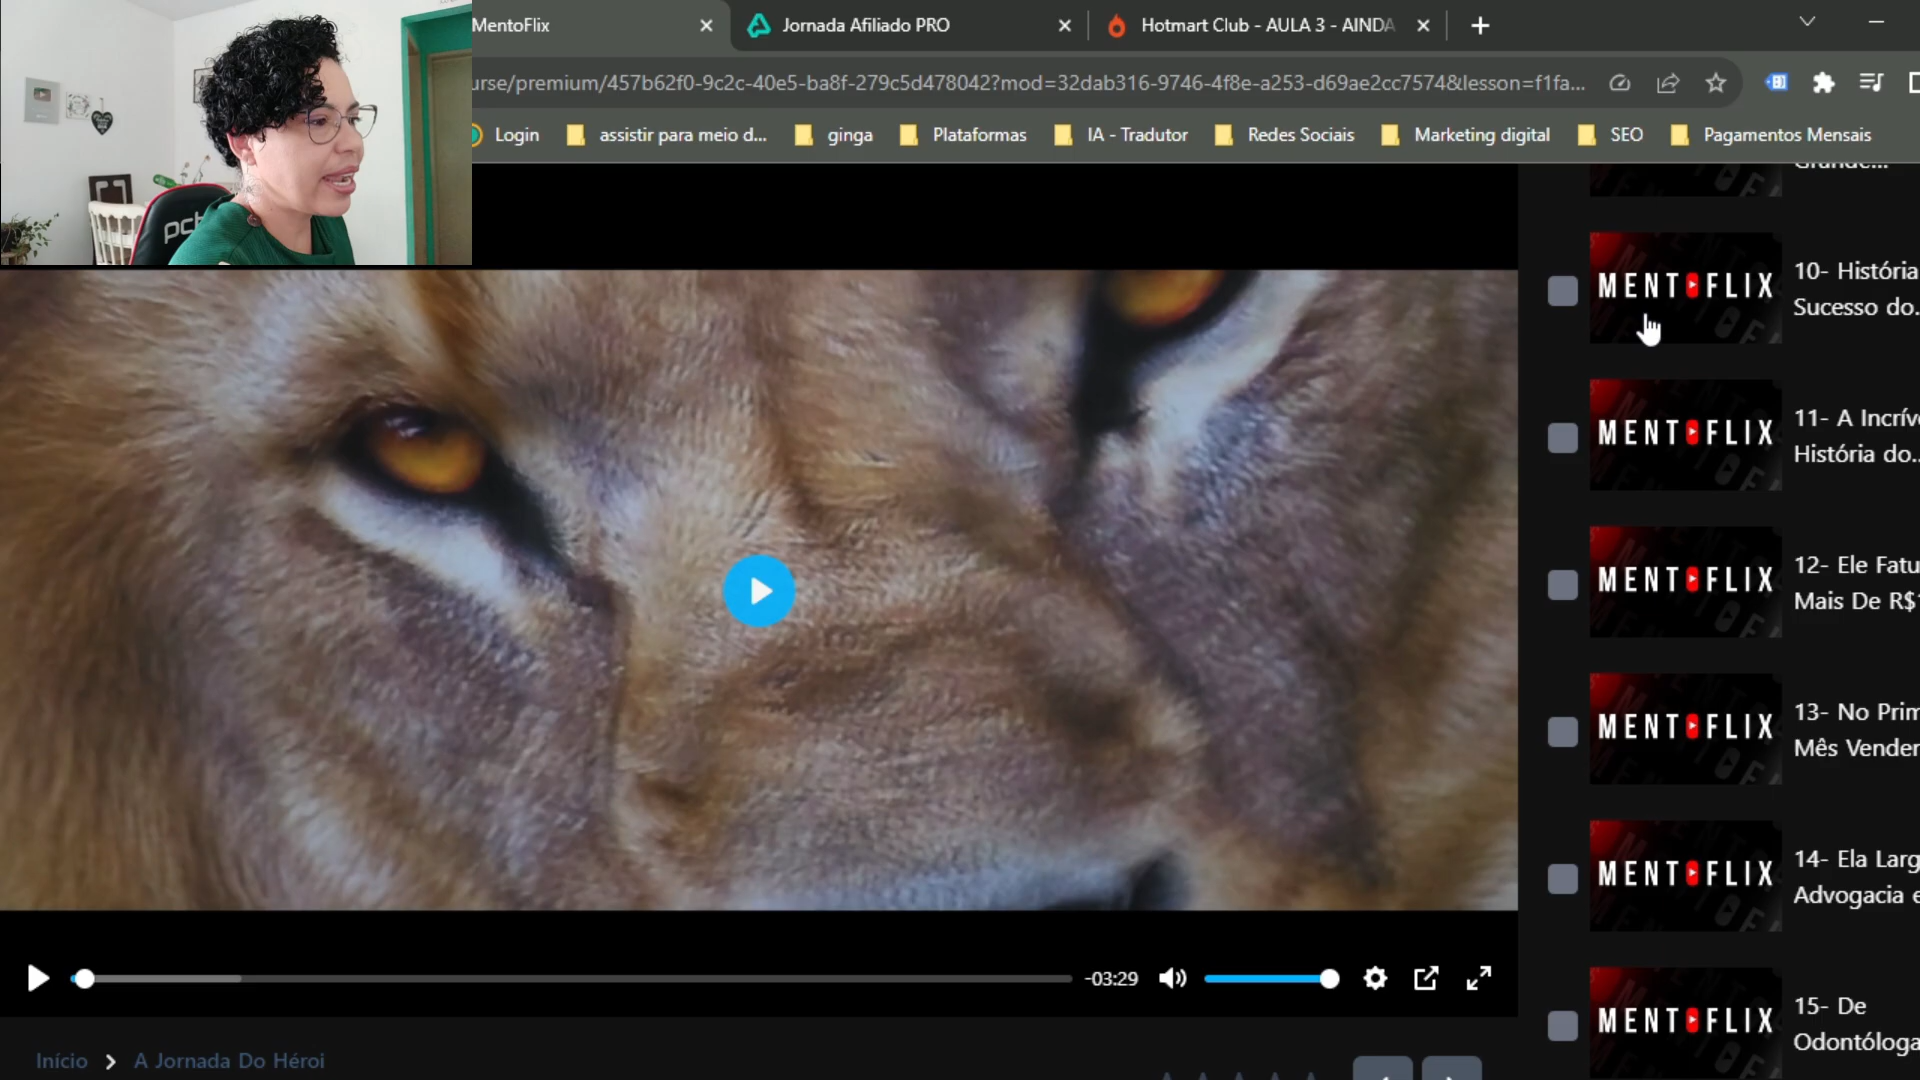 MentoFlix
Jornada Afiliado PRO
Hotmart Club - AULA 3 - AINDA
urse/premium/457b62f0-9c2c-40e5-ba8f-279c5d478042?mod=32dab316-9746-4f8e-a253-d69ae2cc7574&lesson=f1fa...
Login
assistir para meio d...
ginga
Plataformas
IA - Tradutor
Redes Sociais
Marketing digital
SEO
Pagamentos Mensais
Grande...
MENTOFLIX
10- História
Sucesso do.
MENTOFLIX
11- A Incrív
História do..
MENTOFLIX
12- Ele Fatu
Mais De R$
MENTOFLIX
13- No Prim
Mês Vender
MENTOFLIX
14- Ela Larg
Advogacia e
MENTOFLIX
15- De
Odontóloga
-03:29
Início > A Jornada Do Héroi